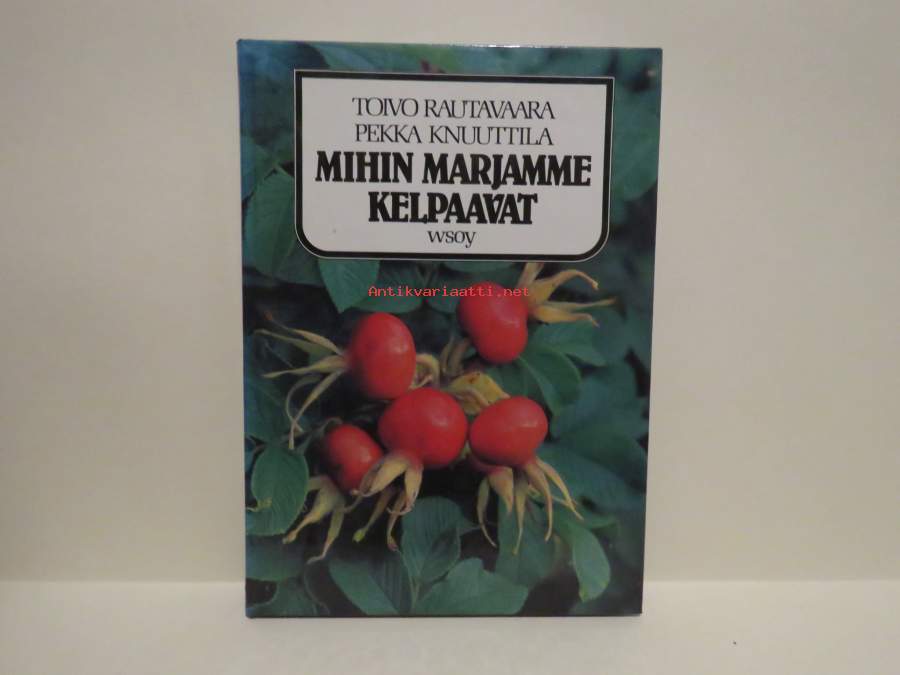 TOIVO RAUTAVAARA
PEKKA KNUUTTILA
MIHIN MARJAMME
KELPAAVAT
wsoy
Antikvariaatti.net